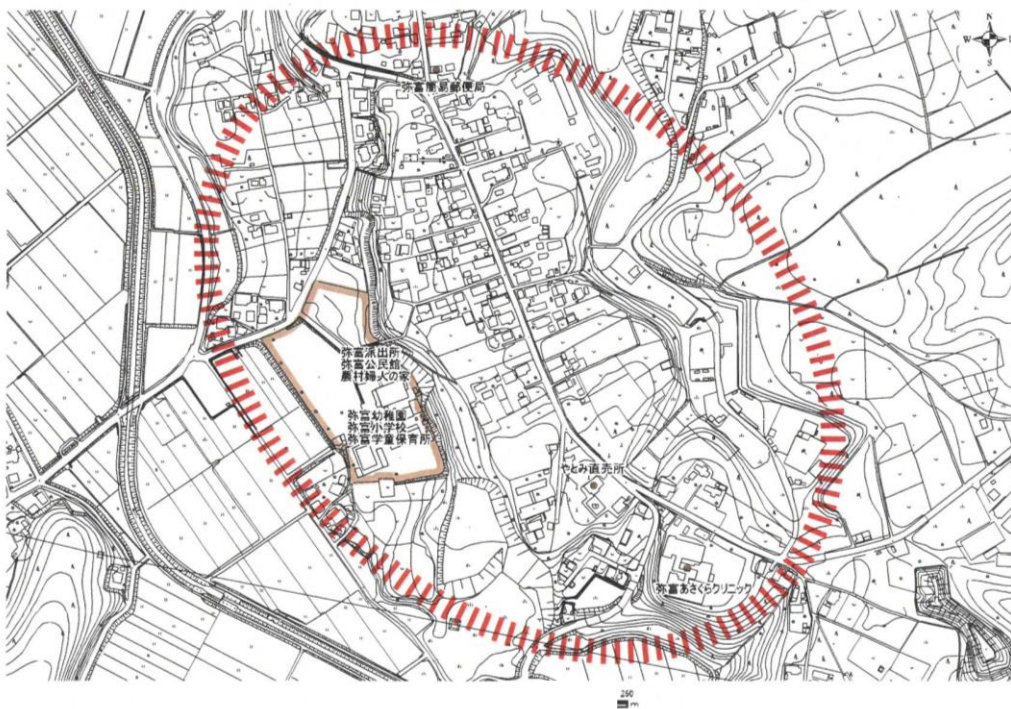 N
W
S
弥富簡易郵便局
弥富派出所
弥富公民館
農村婦人の家
弥富幼稚園
弥富小学校
弥富学童保育所
やとみ直売所
弥富あさくらクリニック
250
m